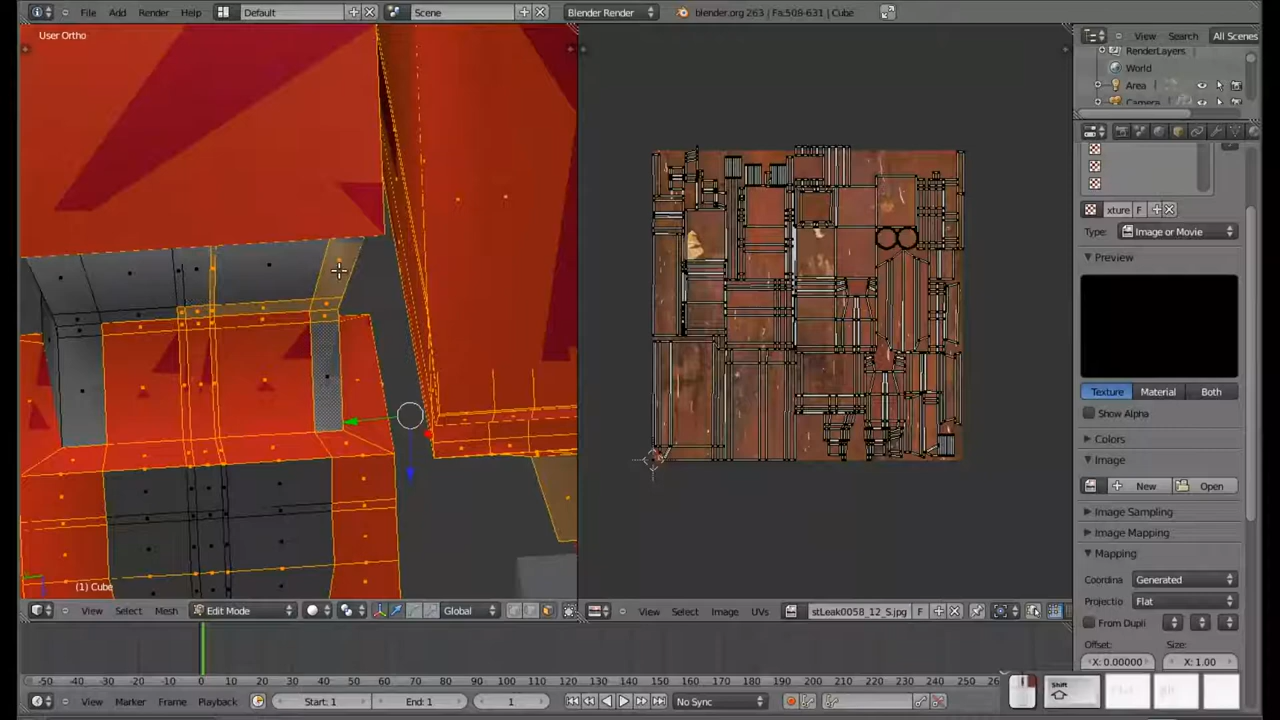 File Add Render Help Default Scene Blender Render blender.org 263 | Fa:508-631 | Cube
View Search All Scenes
User Ortho
RenderLayers
World
Area
Camera
xture F
Type: Image or Movie
Preview
Texture Material Both
Show Alpha
Colors
Image
New Open
Image Sampling
Image Mapping
Mapping
Coordina Generated
Projectio Flat
From Dupli
Offset:
X: 0.00000 X: 1.00
(1) Cube
View Select Mesh Edit Mode Global View Select Image UVs stLeak0058_12_S.jpg F
-50 -40 -30 -20 -10 0 10 20 30 40 50 60 70 80 90 100 110 120 130 140 150 160 170 180 190 200 210 220 230 240 250
View Marker Frame Playback Start: 1 End: 1 1 No Sync
Shift